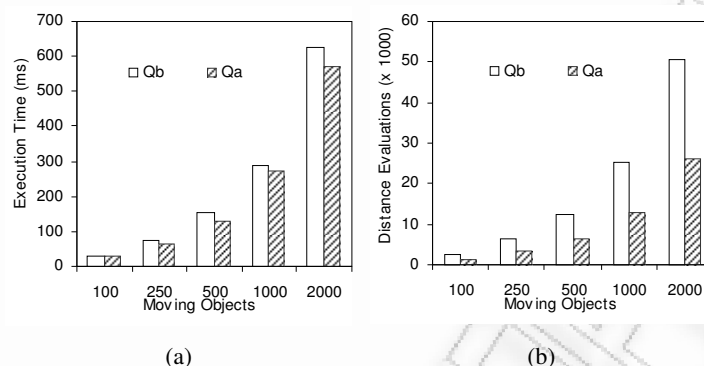 700
600
500
400
300
200
100
0
Execution Time (ms)
Qb Qa
100 250 500 1000 2000
Moving Objects
(a)
60
50
40
30
20
10
0
Distance Evaluations (x 1000)
Qb Qa
100 250 500 1000 2000
Moving Objects
(b)